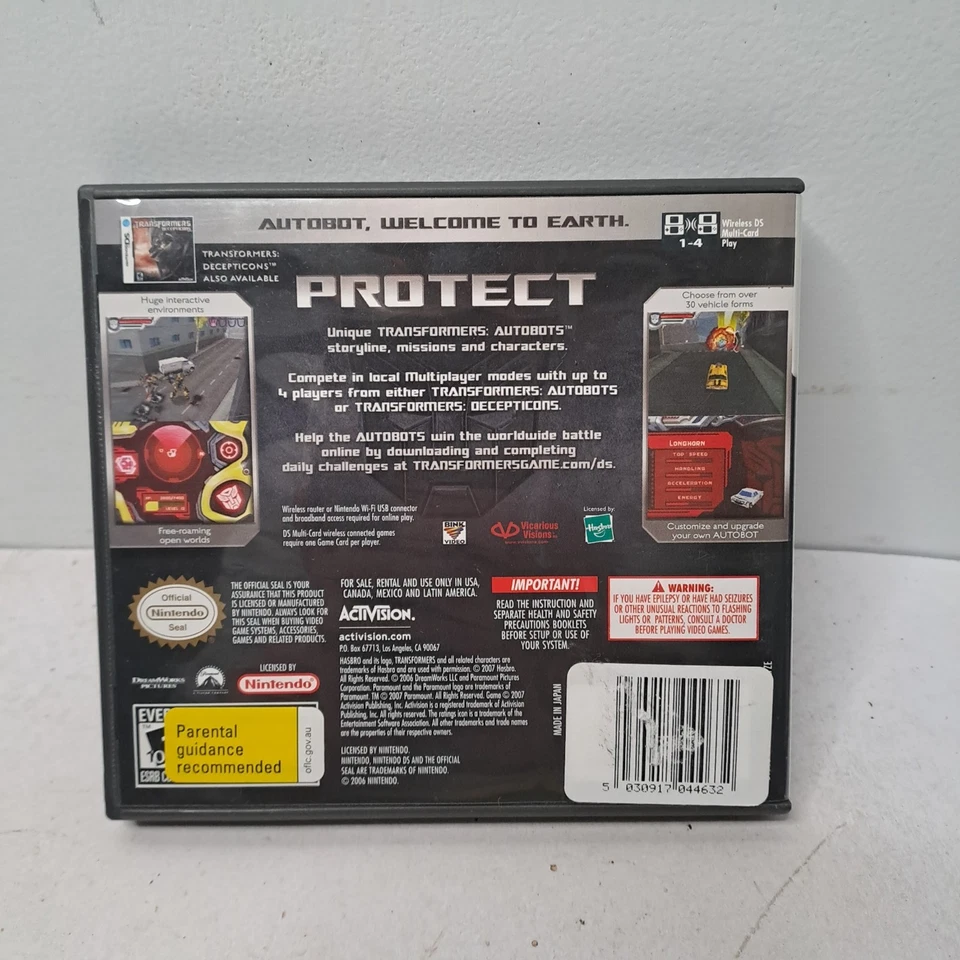 AUTOBOT, WELCOME TO EARTH.
TRANSFORMERS
TRANSFORMERS:
DECEPTICONS™
ALSO AVAILABLE
1-4
Wireless DS
Multi-Card
Play
PROTECT
Huge interactive
environments
Free-roaming
open worlds
Unique TRANSFORMERS: AUTOBOTS™
storyline, missions and characters.
Compete in local Multiplayer modes with up to
4 players from either TRANSFORMERS: AUTOBOTS
or TRANSFORMERS: DECEPTICONS.
Help the AUTOBOTS win the worldwide battle
online by downloading and completing
daily challenges at TRANSFORMERSGAME.com/ds.
Choose from over
30 vehicle forms
LONGHORN
TOP SPEED
HANDLING
ACCELERATION
ENERGY
Customize and upgrade
your own AUTOBOT
Wireless router or Nintendo Wi-Fi USB connector
and broadband access required for online play.
DS Multi-Card wireless connected games
require one Game Card per player.
BINK
VIDEO
Vicarious
Visions
Licensed by:
Hasbro
Official
Nintendo
Seal
THE OFFICIAL SEAL IS YOUR
ASSURANCE THAT THIS PRODUCT
IS LICENSED OR MANUFACTURED
BY NINTENDO. ALWAYS LOOK FOR
THIS SEAL WHEN BUYING VIDEO
GAME SYSTEMS, ACCESSORIES,
GAMES AND RELATED PRODUCTS.
FOR SALE, RENTAL AND USE ONLY IN USA,
CANADA, MEXICO AND LATIN AMERICA.
ACTIVISION.
activision.com
P.O. Box 67713, Los Angeles, CA 90067
HASBRO and its logo, TRANSFORMERS and all related characters are
trademarks of Hasbro and are used with permission. © 2007 Hasbro.
All Rights Reserved. © 2006 DreamWorks LLC and Paramount Pictures
Corporation. Paramount and the Paramount logo are trademarks of
Paramount. TM © 2007 Paramount. All Rights Reserved. Game © 2007
Activision Publishing, Inc. Activision is a registered trademark of Activision
Publishing, Inc. All rights reserved. The ratings icon is a trademark of the
Entertainment Software Association. All other trademarks and trade names
are the properties of their respective owners.
LICENSED BY NINTENDO.
NINTENDO, NINTENDO DS AND THE OFFICIAL
SEAL ARE TRADEMARKS OF NINTENDO.
© 2006 NINTENDO.
IMPORTANT!
READ THE INSTRUCTION AND
SEPARATE HEALTH AND SAFETY
PRECAUTIONS BOOKLETS
BEFORE SETUP OR USE OF
YOUR SYSTEM.
WARNING:
IF YOU HAVE EPILEPSY OR HAVE HAD SEIZURES
OR OTHER UNUSUAL REACTIONS TO FLASHING
LIGHTS OR PATTERNS, CONSULT A DOCTOR
BEFORE PLAYING VIDEO GAMES.
DREAMWORKS
PICTURES
LICENSED BY
Nintendo
EVE
Parental
guidance
recommended
oflc.gov.au
ESRB
MADE IN JAPAN
5 030917 044632